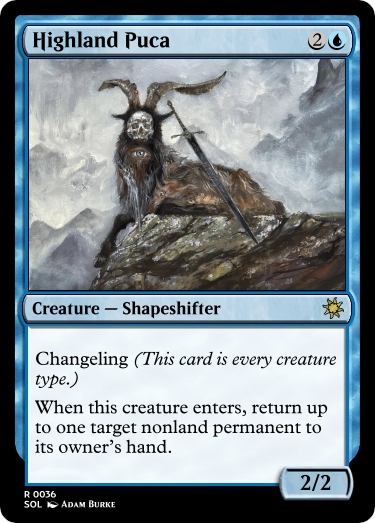 Highland Puca 2
Creature — Shapeshifter
Changeling (This card is every creature
type.)
When this creature enters, return up
to one target nonland permanent to
its owner's hand.
2/2
R 0036
SOL Adam Burke